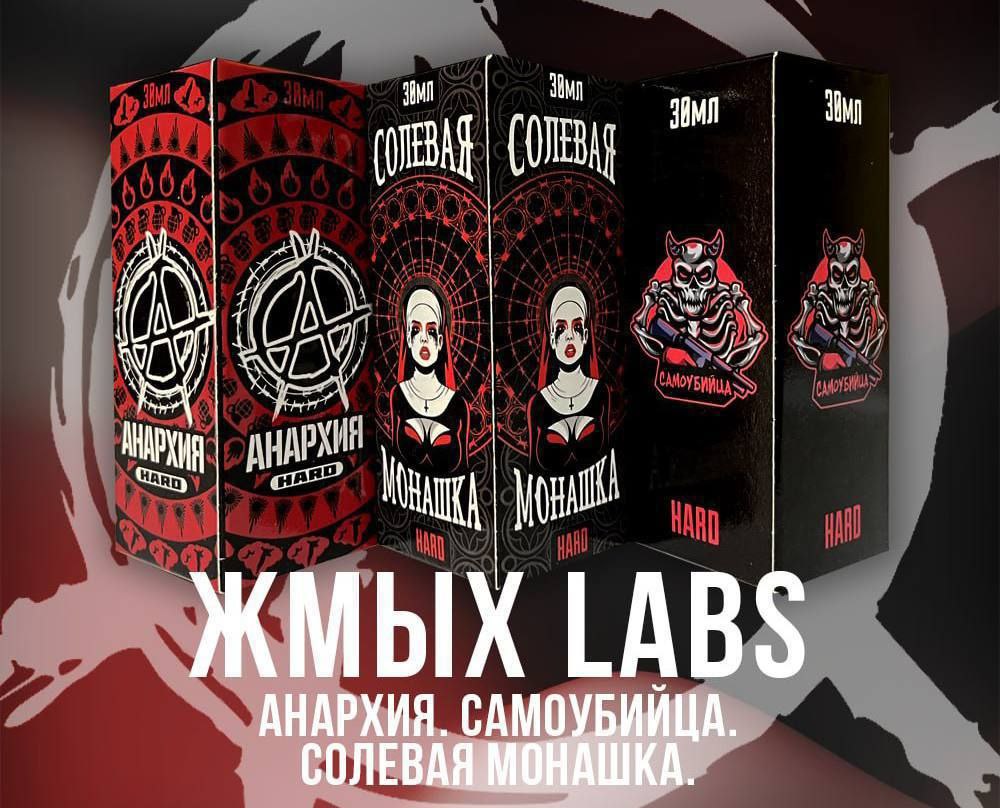 30МЛ 30МЛ
АНАРХИЯ АНАРХИЯ
HARD HARD
30МЛ 30МЛ
СОЛЕВАЯ СОЛЕВАЯ
МОНАШКА МОНАШКА
HARD HARD
30МЛ 30МЛ
САМОУБИЙЦА САМОУБИЙЦА
HARD HARD
ЖМЫХ LABS
АНАРХИЯ. САМОУБИЙЦА.
СОЛЕВАЯ МОНАШКА.